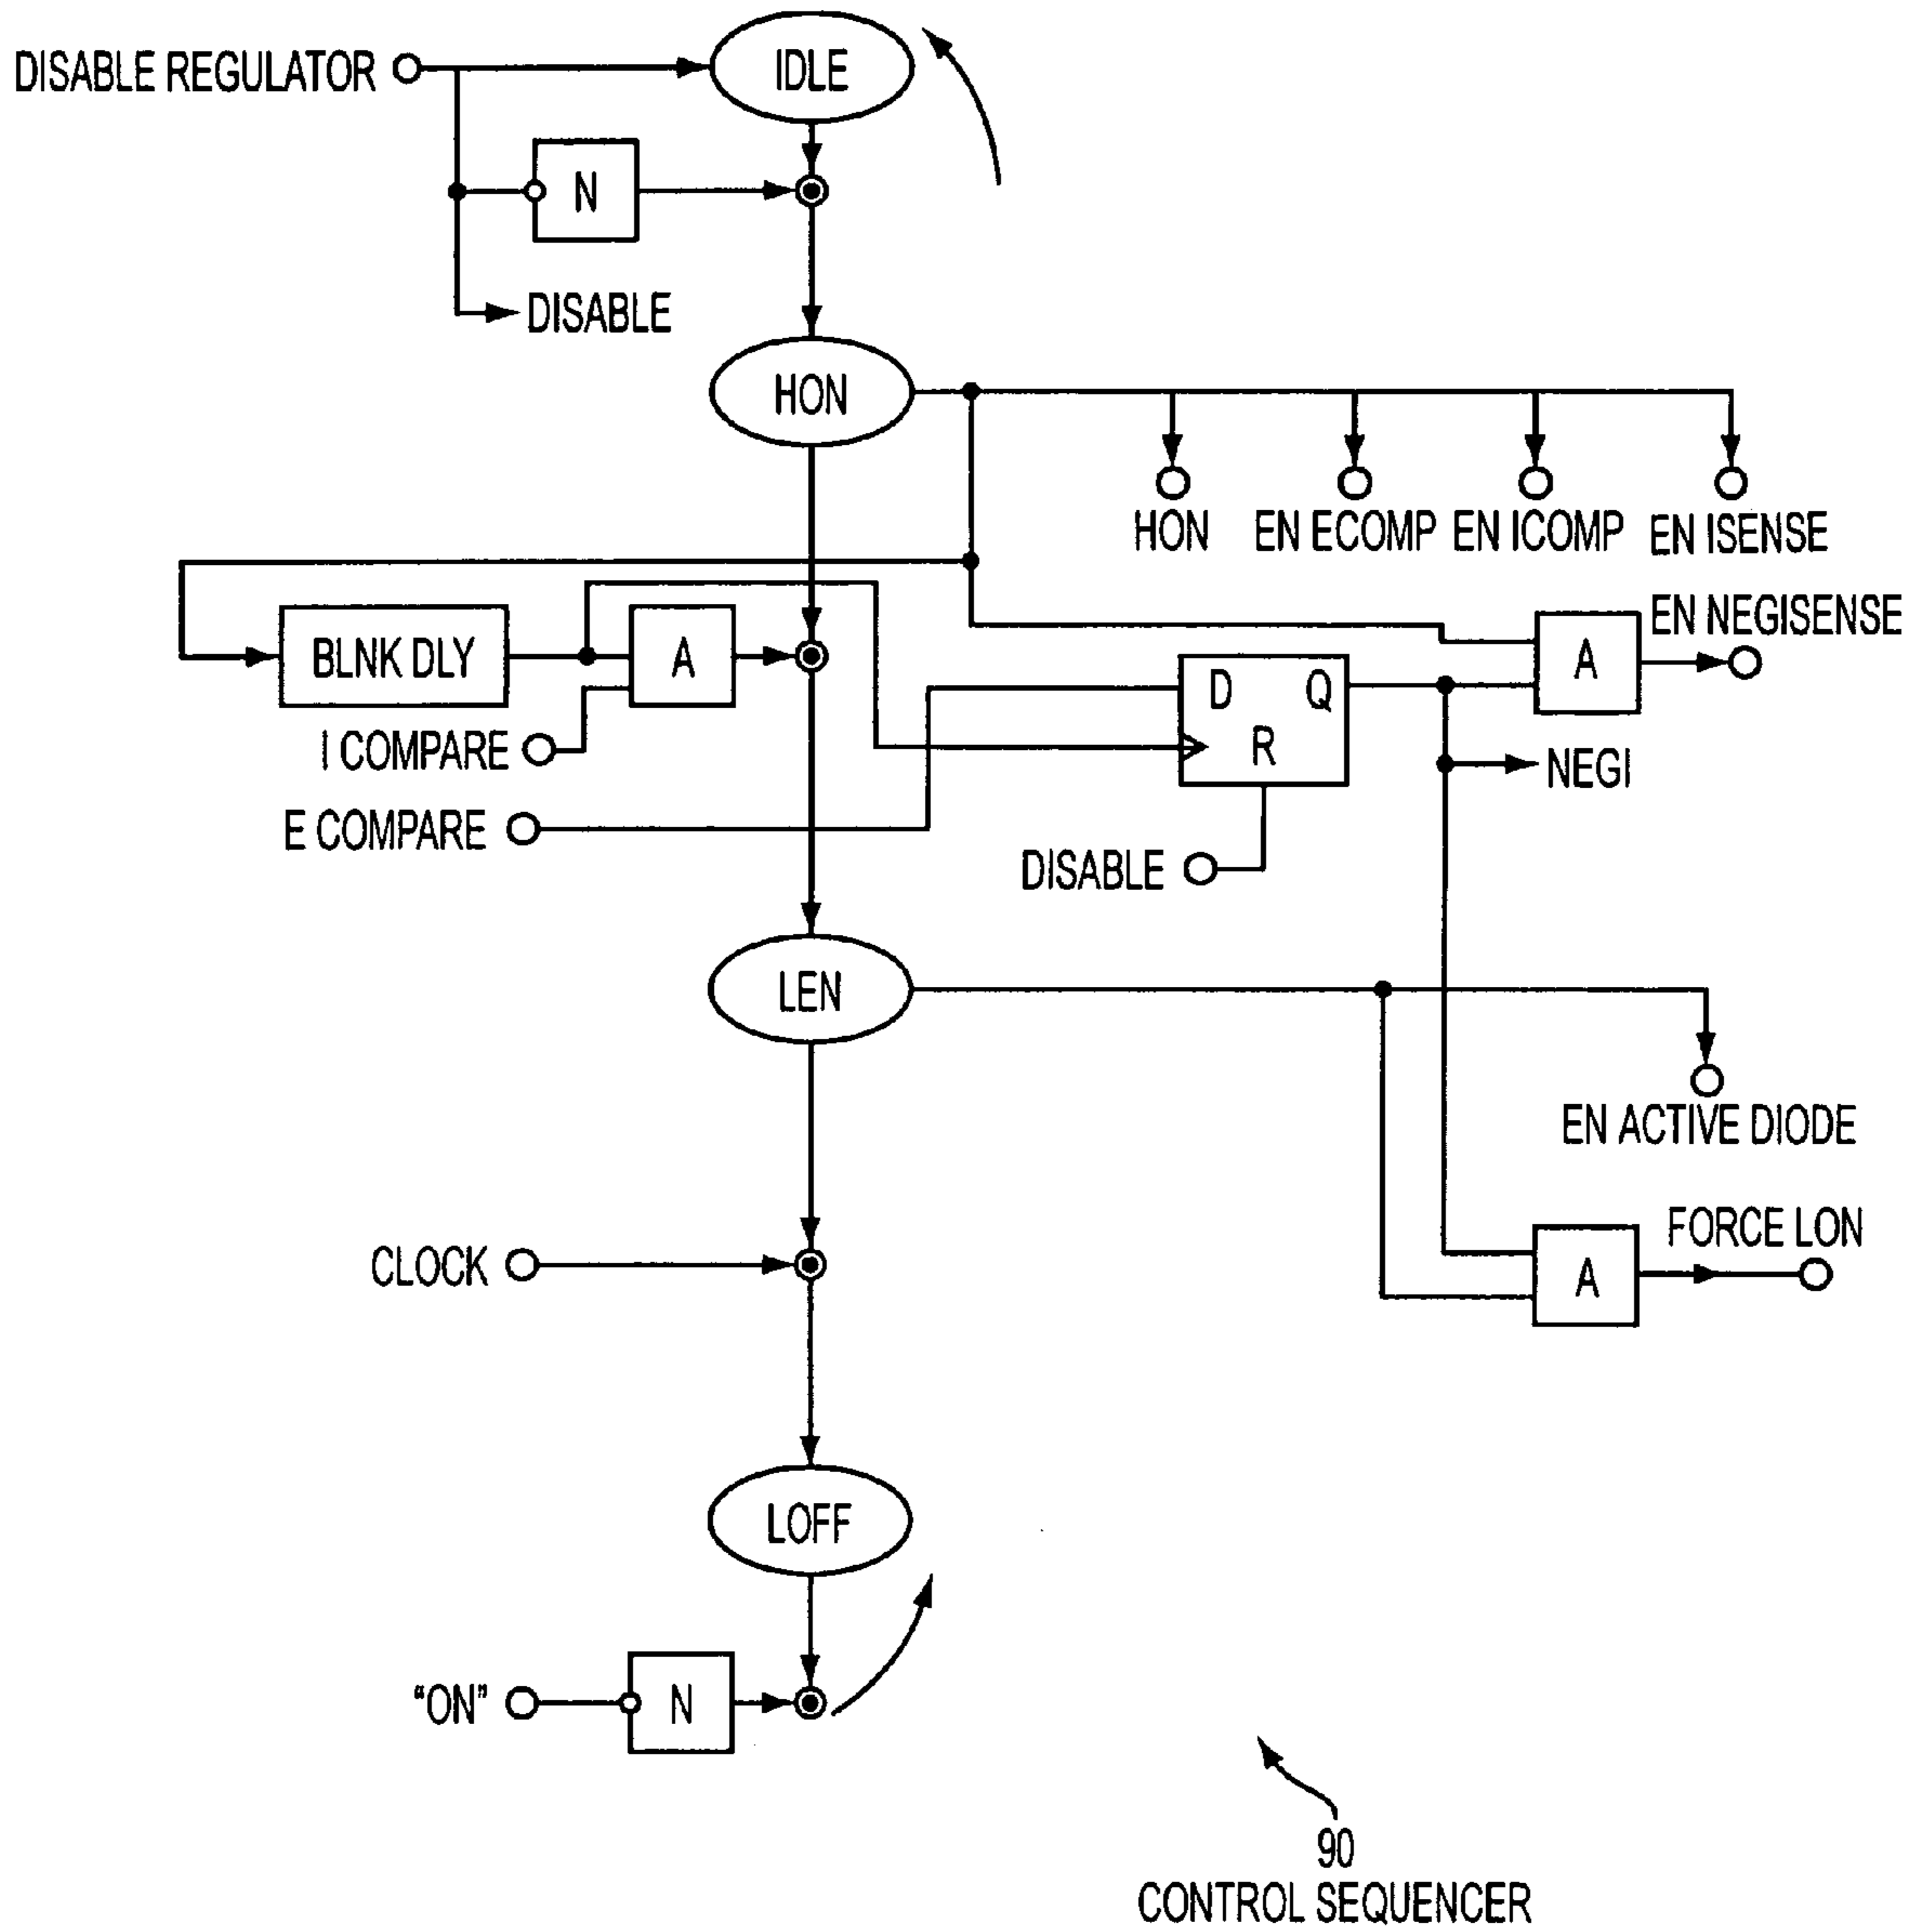 DISABLE REGULATOR
IDLE
N
DISABLE
HON
HON
EN ECOMP
EN ICOMP
EN ISENSE
BLNK DLY
A
EN NEGISENSE
A
D
Q
R
I COMPARE
NEGI
E COMPARE
DISABLE
LEN
EN ACTIVE DIODE
CLOCK
FORCE LON
A
LOFF
"ON"
N
90
CONTROL SEQUENCER